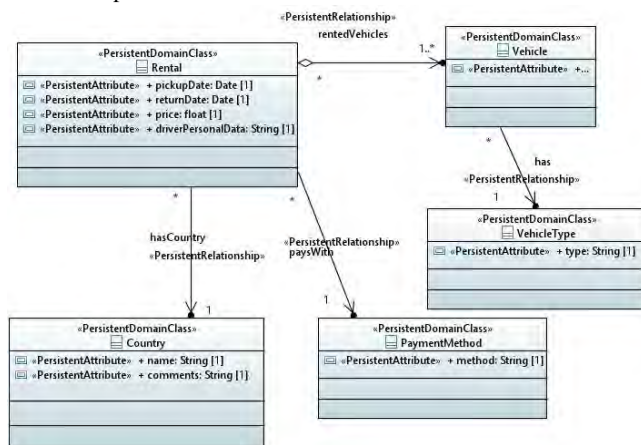 «PersistentRelationship»
rentedVehicles
«PersistentDomainClass»
Rental
«PersistentAttribute» + pickupDate: Date [1]
«PersistentAttribute» + returnDate: Date [1]
«PersistentAttribute» + price: float [1]
«PersistentAttribute» + driverPersonalData: String [1]
*
1..*
«PersistentDomainClass»
Vehicle
«PersistentAttribute» +...
*
has
«PersistentRelationship»
1
«PersistentDomainClass»
VehicleType
«PersistentAttribute» + type: String [1]
*
hasCountry
«PersistentRelationship»
1
*
«PersistentRelationship»
paysWith
1
«PersistentDomainClass»
Country
«PersistentAttribute» + name: String [1]
«PersistentAttribute» + comments: String [1]
«PersistentDomainClass»
PaymentMethod
«PersistentAttribute» + method: String [1]